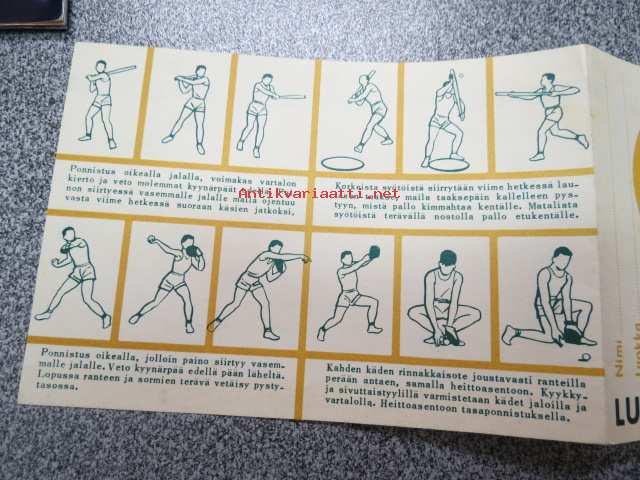 Ponnistus oikealla jalalla, voimakas vartalon
kierto ja veto molemmat kyynärpäät
non siirtyessä vasemmalle jalalle maila ojentuu
vasta viime hetkessä suoraan käsien jatkoksi.
Korkeista syötöistä siirrytään viime hetkessä lau-
maila taaksepäin kallelleen pys-
tyyn, mistä pallo kimmahtaa kentälle. Matalista
syötöistä terävällä nostolla pallo etukentälle.
Antikvariaatti.net
Ponnistus oikealla, jolloin paino siirtyy vasem-
malle jalalle. Veto kyynärpää edellä pään läheltä.
Lopussa ranteen ja sormien terävä vetäisy pysty-
tasossa.
Kahden käden rinnakkaisote joustavasti ranteilla
perään antaen, samalla heittoasentoon. Kyykky-
ja sivuttaistyylillä varmistetaan kädet jaloilla ja
vartalolla. Heittoasentoon tasaponnistuksella.
Nimi
LU